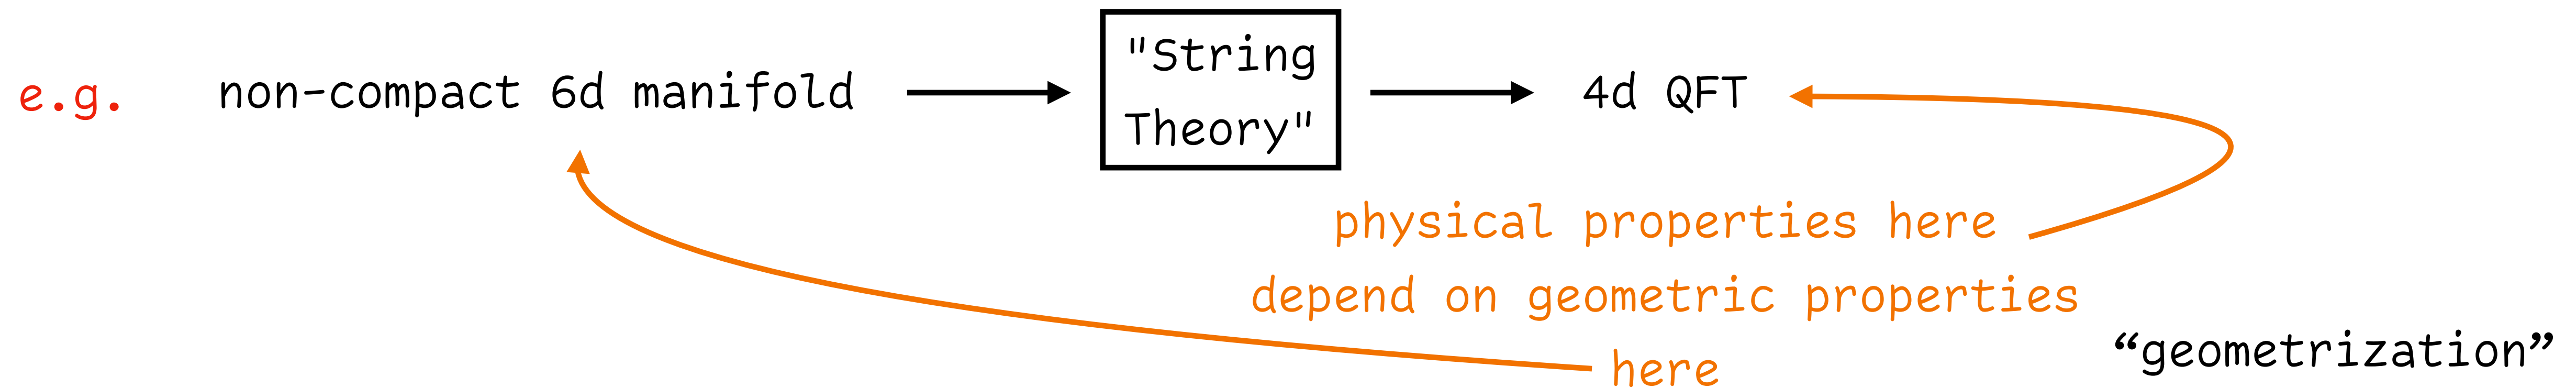 e.g. non-compact 6d manifold
"String
Theory"
4d QFT
physical properties here
depend on geometric properties
here
“geometrization”